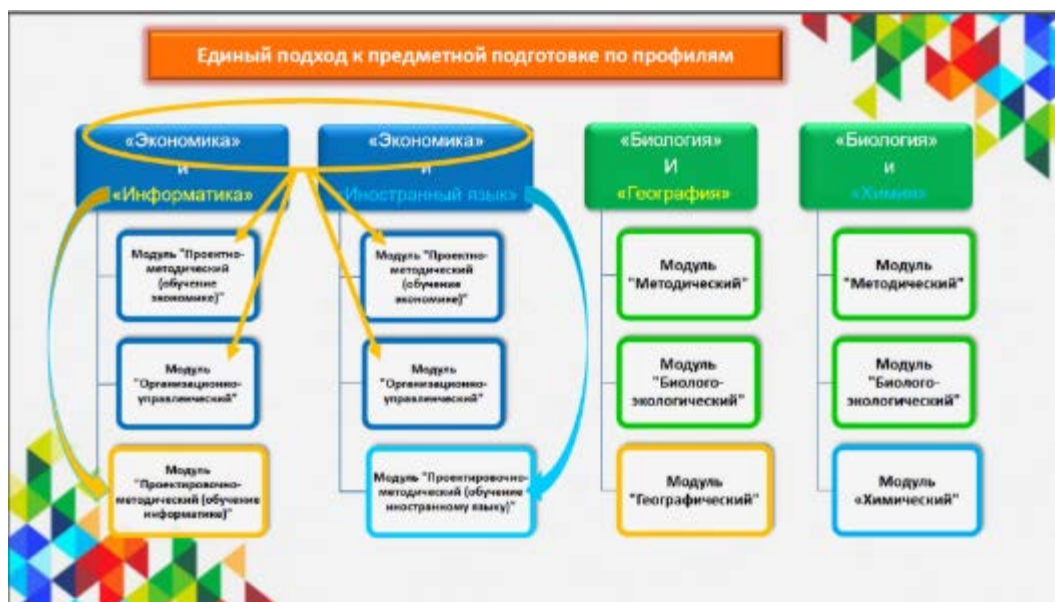 Единый подход к предметной подготовке по профилям
«Экономика»
и
«Информатика»
Модуль "Проектно-
методический
(обучение
экономике)"
Модуль
"Организационно-
управленческий"
Модуль
"Проектировочно-
методический (обучение
информатике)"
«Экономика»
и
«Иностранный язык»
Модуль "Проектно-
методический
(обучение
экономике)"
Модуль
"Организационно-
управленческий"
Модуль "Проектировочно-
методический (обучение
иностранному языку)"
«Биология»
И
«География»
Модуль
"Методический"
Модуль
"Биолого-
экологический"
Модуль
"Географический"
«Биология»
и
«Химия»
Модуль
"Методический"
Модуль
"Биолого-
экологический"
Модуль
«Химический"